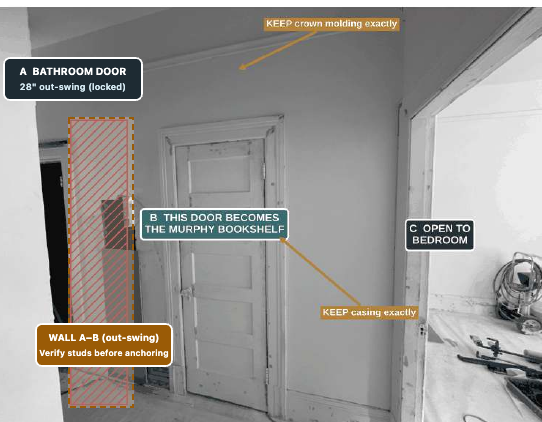 KEEP crown molding exactly
A BATHROOM DOOR
28" out-swing (locked)
B THIS DOOR BECOMES
THE MURPHY BOOKSHELF
C OPEN TO
BEDROOM
KEEP casing exactly
WALL A–B (out-swing)
Verify studs before anchoring